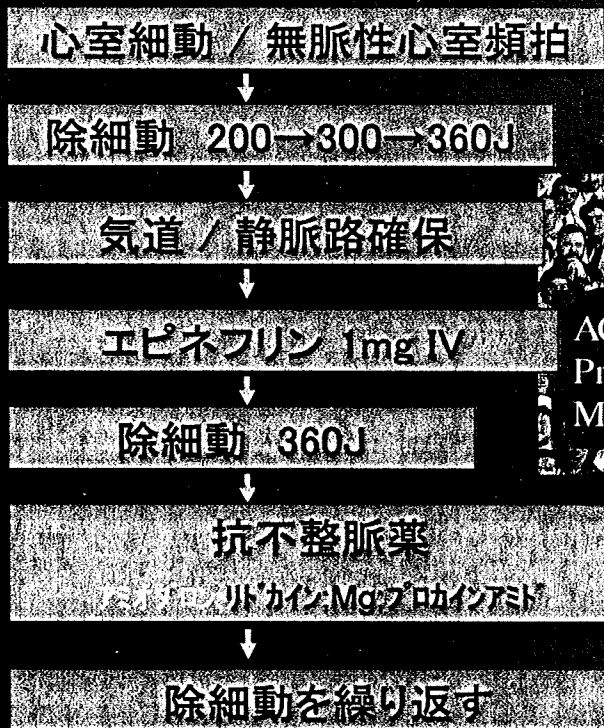 心室細動 / 無脈性心室頻拍
除細動 200→300→360J
気道 / 静脈路確保
エピネフリン 1mg IV
除細動 360J
抗不整脈薬
アミオダロン リドカイン;Mg;プロカインアミド
除細動を繰り返す